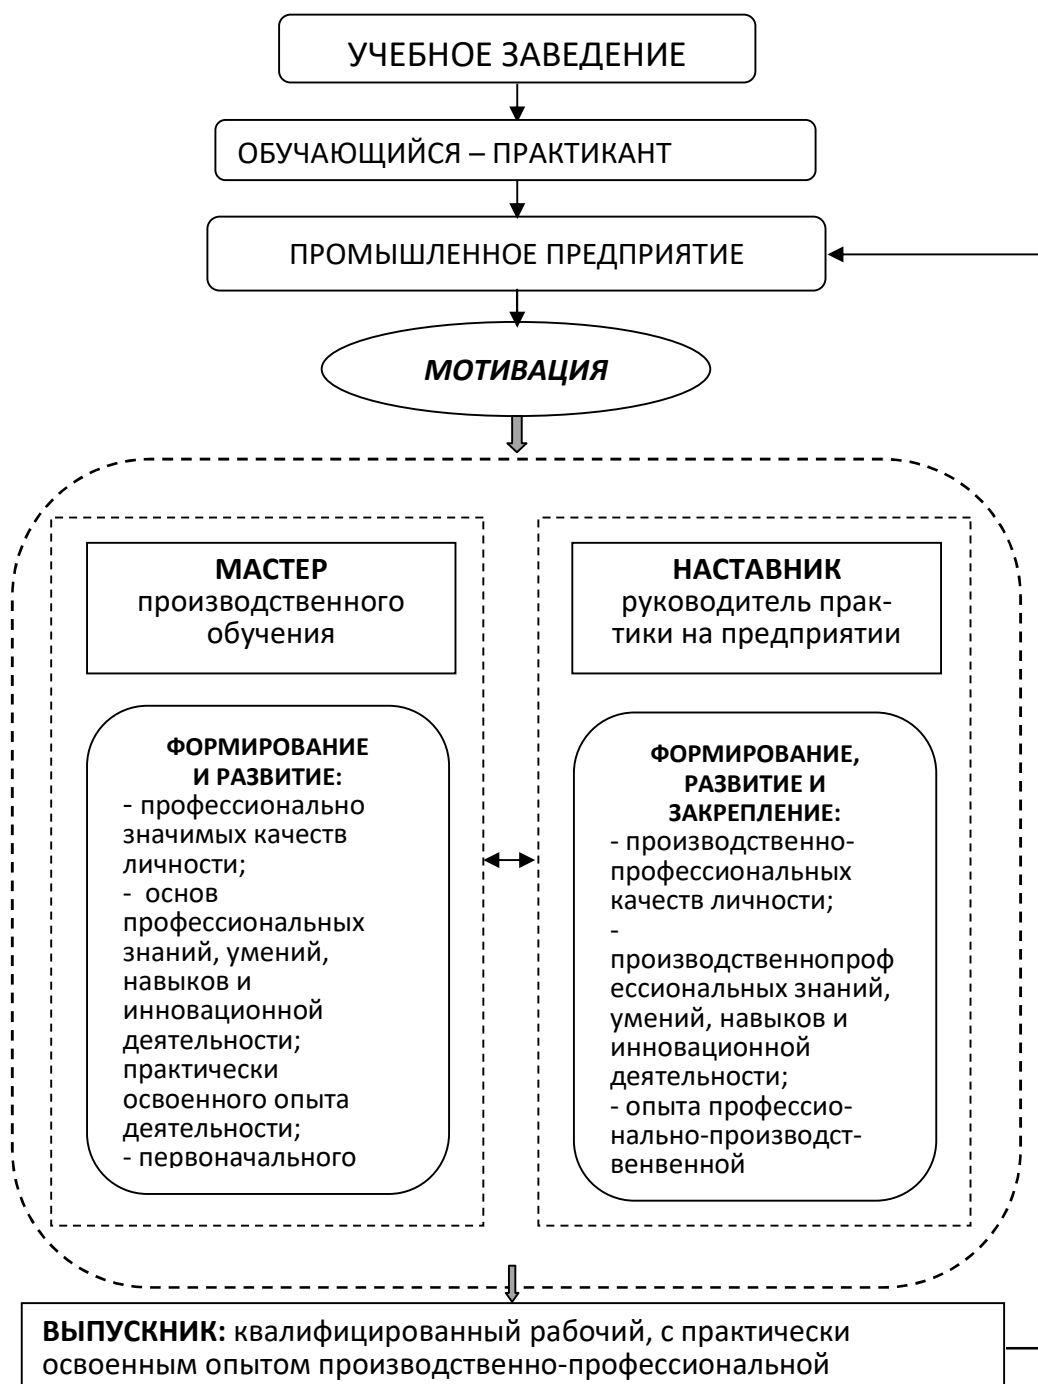 УЧЕБНОЕ ЗАВЕДЕНИЕ
ОБУЧАЮЩИЙСЯ – ПРАКТИКАНТ
ПРОМЫШЛЕННОЕ ПРЕДПРИЯТИЕ
МОТИВАЦИЯ
МАСТЕР
производственного
обучения
ФОРМИРОВАНИЕ
И РАЗВИТИЕ:
- профессионально
значимых качеств
личности;
- основ
профессиональных
знаний, умений,
навыков и
инновационной
деятельности;
практически
освоенного опыта
деятельности;
- первоначального
НАСТАВНИК
руководитель прак-
тики на предприятии
ФОРМИРОВАНИЕ,
РАЗВИТИЕ И
ЗАКРЕПЛЕНИЕ:
- производственно-
профессиональных
качеств личности;
-
производственнопроф
ессиональных знаний,
умений, навыков и
инновационной
деятельности;
- опыта профессио-
нально-производст-
венвенной
ВЫПУСКНИК: квалифицированный рабочий, с практически
освоенным опытом производственно-профессиональной